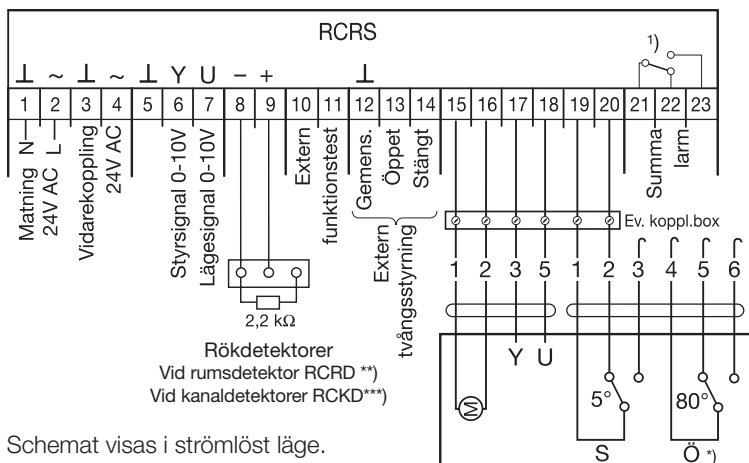 RCRS
1)
⊥ ~ ⊥ ~ ⊥ Y U − + ⊥
1 2 3 4 5 6 7 8 9 10 11 12 13 14 15 16 17 18 19 20 21 22 23
Matning N
24V AC L
Vidarekoppling
24V AC
Styrsignal 0-10V
Lägesignal 0-10V
Extern
funktionstest
Gemens.
Öppet
Stängt
Extern
tvångsstyrning
Summa
larm
Ev. koppl.box
1 2 3 5 1 2 3 4 5 6
2,2 kΩ
Rökdetektorer
Vid rumsdetektor RCRD **)
Vid kanaldetektorer RCKD***)
Y U
M
5° 80°
S Ö *)
Schemat visas i strömlöst läge.